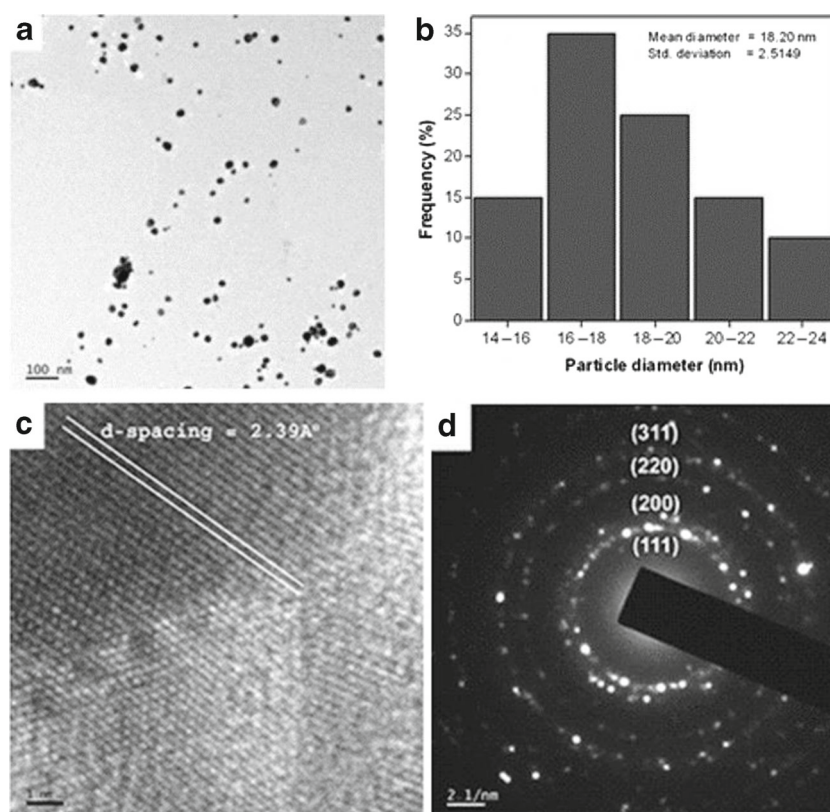 a
100 nm
b
Mean diameter = 18.20 nm
Std. deviation = 2.5149
Frequency (%)
35
30
25
20
15
10
5
0
14–16
16–18
18–20
20–22
22–24
Particle diameter (nm)
c
d-spacing = 2.39A°
1 nm
d
(311)
(220)
(200)
(111)
2 1/nm